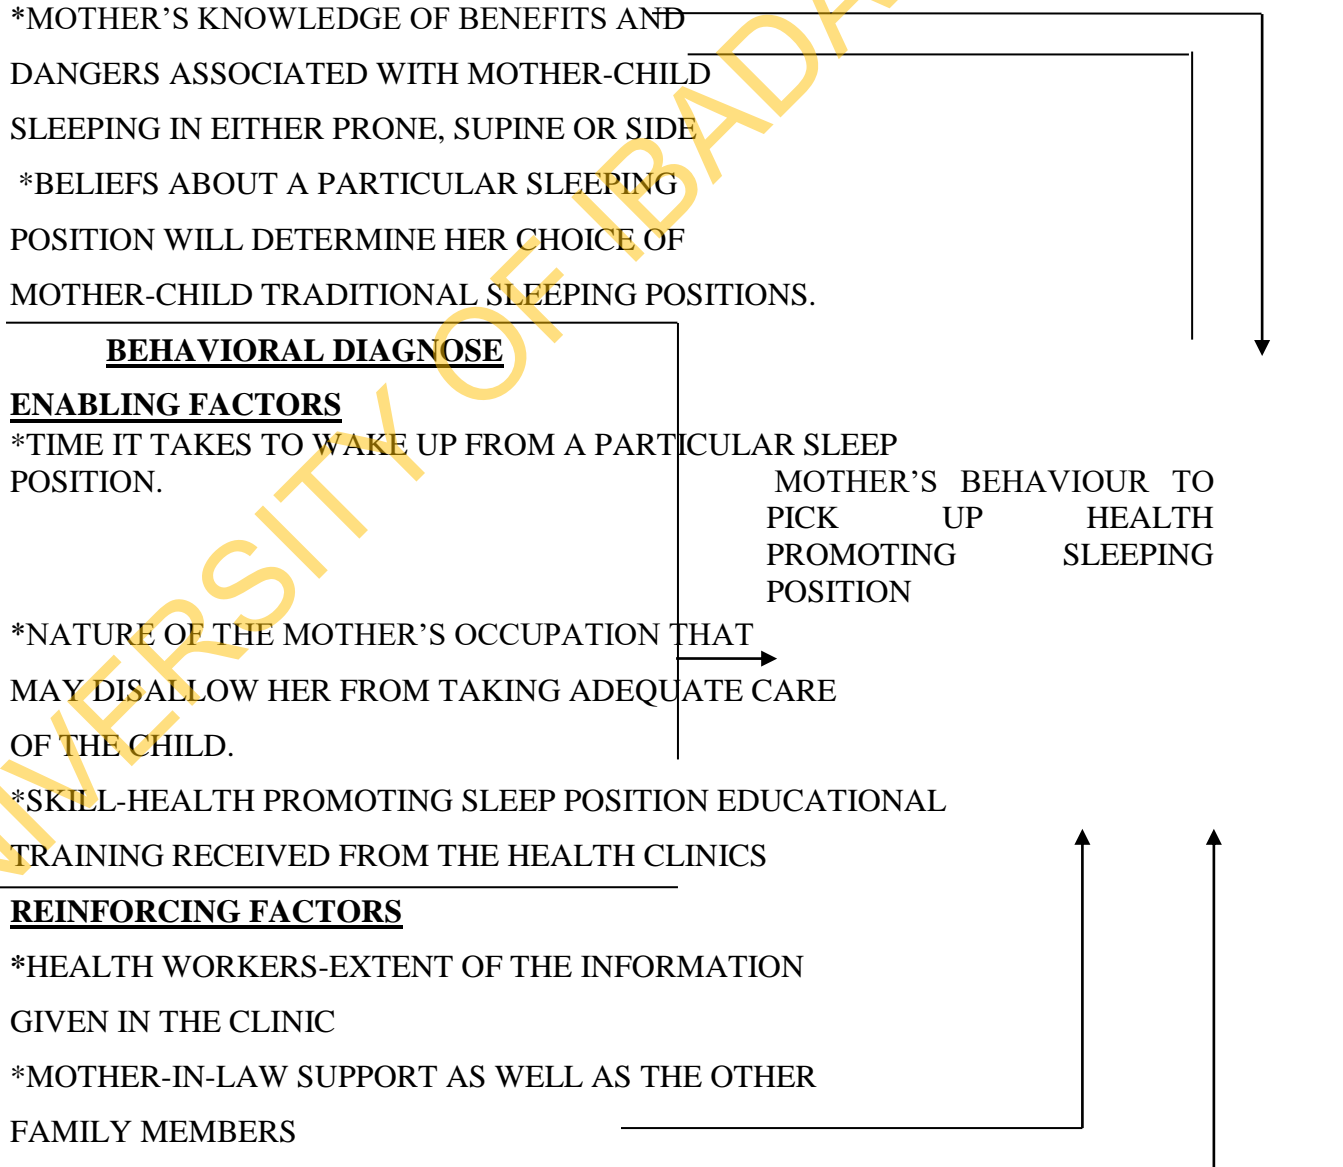 *MOTHER'S KNOWLEDGE OF BENEFITS AND
DANGERS ASSOCIATED WITH MOTHER-CHILD
SLEEPING IN EITHER PRONE, SUPINE OR SIDE
*BELIEFS ABOUT A PARTICULAR SLEEPING
POSITION WILL DETERMINE HER CHOICE OF
MOTHER-CHILD TRADITIONAL SLEEPING POSITIONS.
BEHAVIORAL DIAGNOSE
ENABLING FACTORS
*TIME IT TAKES TO WAKE UP FROM A PARTICULAR SLEEP
POSITION.
MOTHER'S BEHAVIOUR TO
PICK UP HEALTH
PROMOTING SLEEPING
POSITION
*NATURE OF THE MOTHER'S OCCUPATION THAT
MAY DISALLOW HER FROM TAKING ADEQUATE CARE
OF THE CHILD.
*SKILL-HEALTH PROMOTING SLEEP POSITION EDUCATIONAL
TRAINING RECEIVED FROM THE HEALTH CLINICS
REINFORCING FACTORS
*HEALTH WORKERS-EXTENT OF THE INFORMATION
GIVEN IN THE CLINIC
*MOTHER-IN-LAW SUPPORT AS WELL AS THE OTHER
FAMILY MEMBERS
NIVERSITY OF IBADA